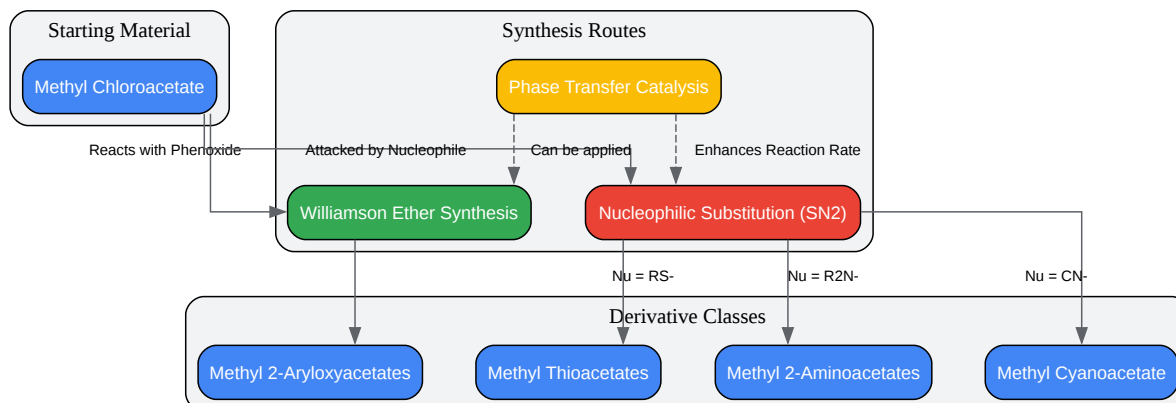 Starting Material
Synthesis Routes
Methyl Chloroacetate
Phase Transfer Catalysis
Reacts with Phenoxide
Attacked by Nucleophile
Can be applied
Enhances Reaction Rate
Williamson Ether Synthesis
Nucleophilic Substitution (SN2)
Nu = RS-
Nu = R2N-
Nu = CN-
Derivative Classes
Methyl 2-Aryloxyacetates
Methyl Thioacetates
Methyl 2-Aminoacetates
Methyl Cyanoacetate